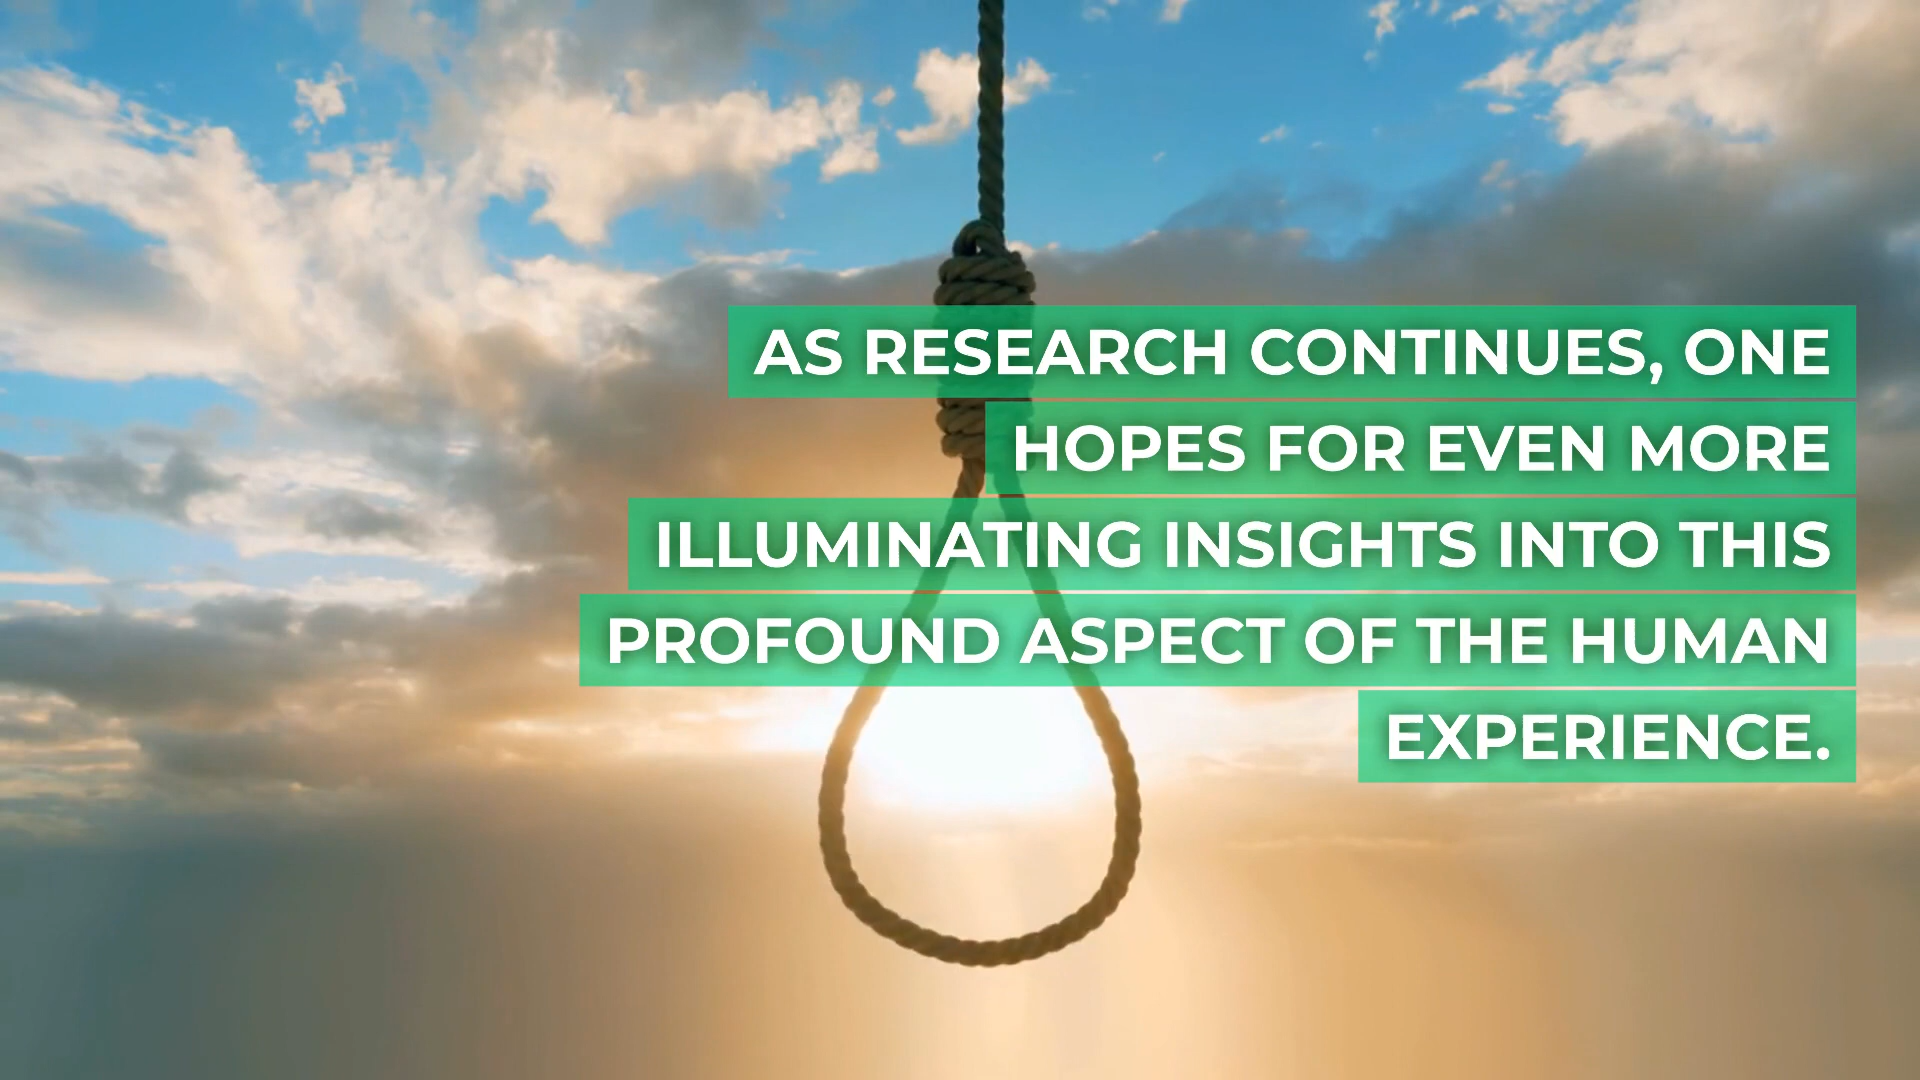 AS RESEARCH CONTINUES, ONE
HOPES FOR EVEN MORE
ILLUMINATING INSIGHTS INTO THIS
PROFOUND ASPECT OF THE HUMAN
EXPERIENCE.